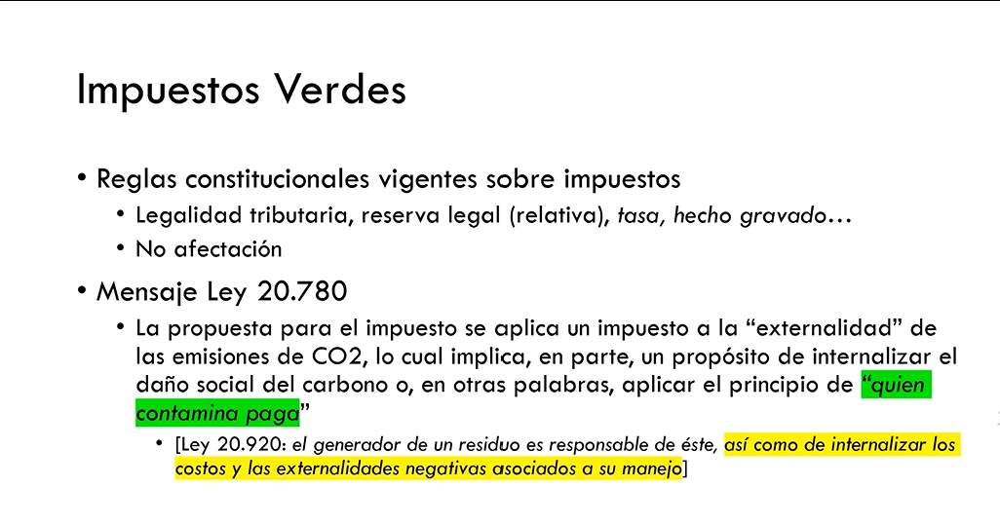 Impuestos Verdes
• Reglas constitucionales vigentes sobre impuestos
• Legalidad tributaria, reserva legal (relativa), tasa, hecho gravado…
• No afectación
• Mensaje Ley 20.780
• La propuesta para el impuesto se aplica un impuesto a la “externalidad” de
las emisiones de CO2, lo cual implica, en parte, un propósito de internalizar el
daño social del carbono o, en otras palabras, aplicar el principio de “quien
contamina paga”
• [Ley 20.920: el generador de un residuo es responsable de éste, así como de internalizar los
costos y las externalidades negativas asociados a su manejo]